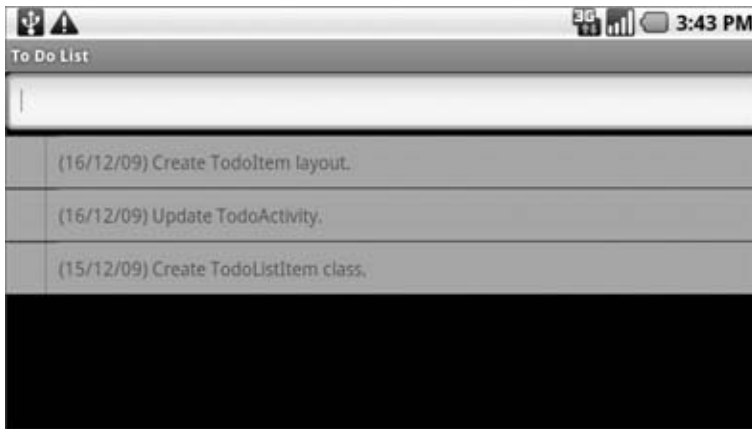 3G 3:43 PM
To Do List
(16/12/09) Create TodoItem layout.
(16/12/09) Update TodoActivity.
(15/12/09) Create TodoListItem class.